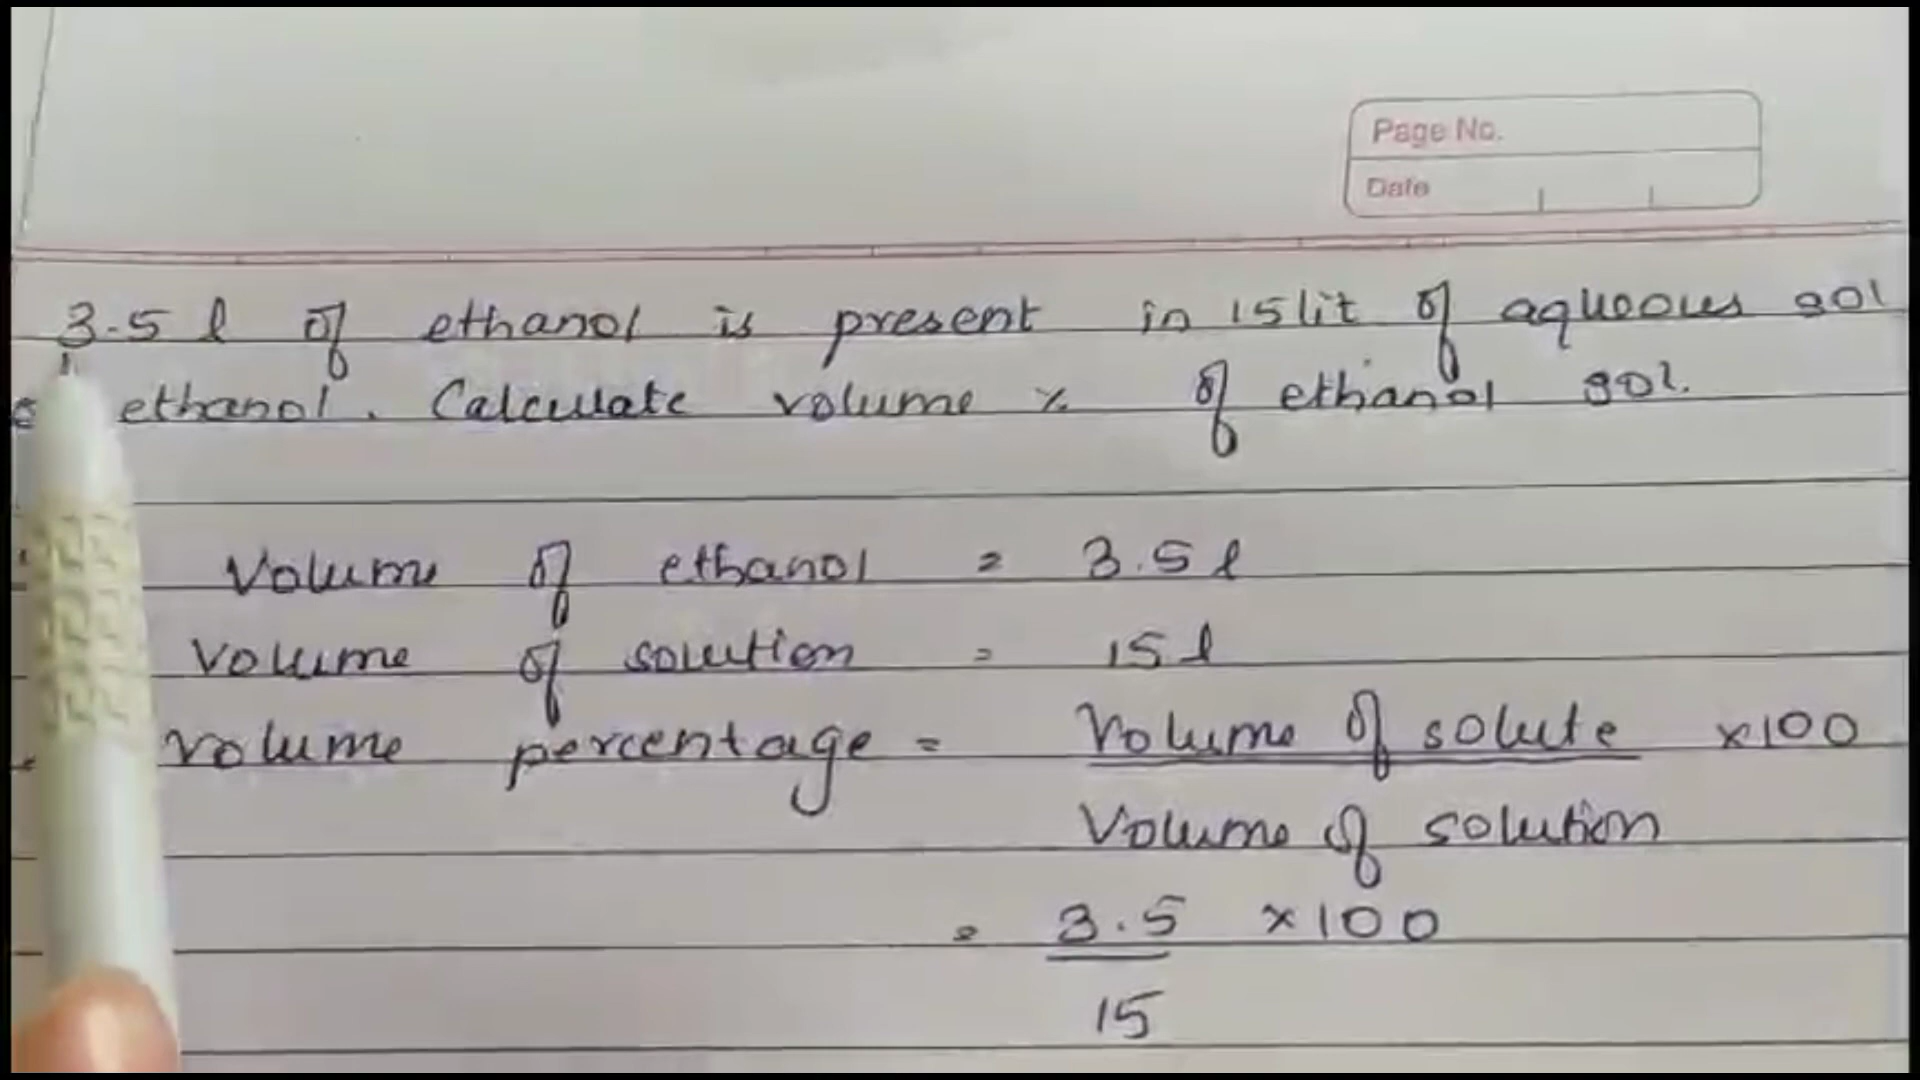 Page No.
Date
3.5 l of ethanol is present in 15 lit of aqueous sol
ethanol. Calculate volume % of ethanol sol.
Volume of ethanol = 3.5 l
Volume of solution = 15 l
Volume percentage = Volume of solute ×100
Volume of solution
= 3.5 ×100
15